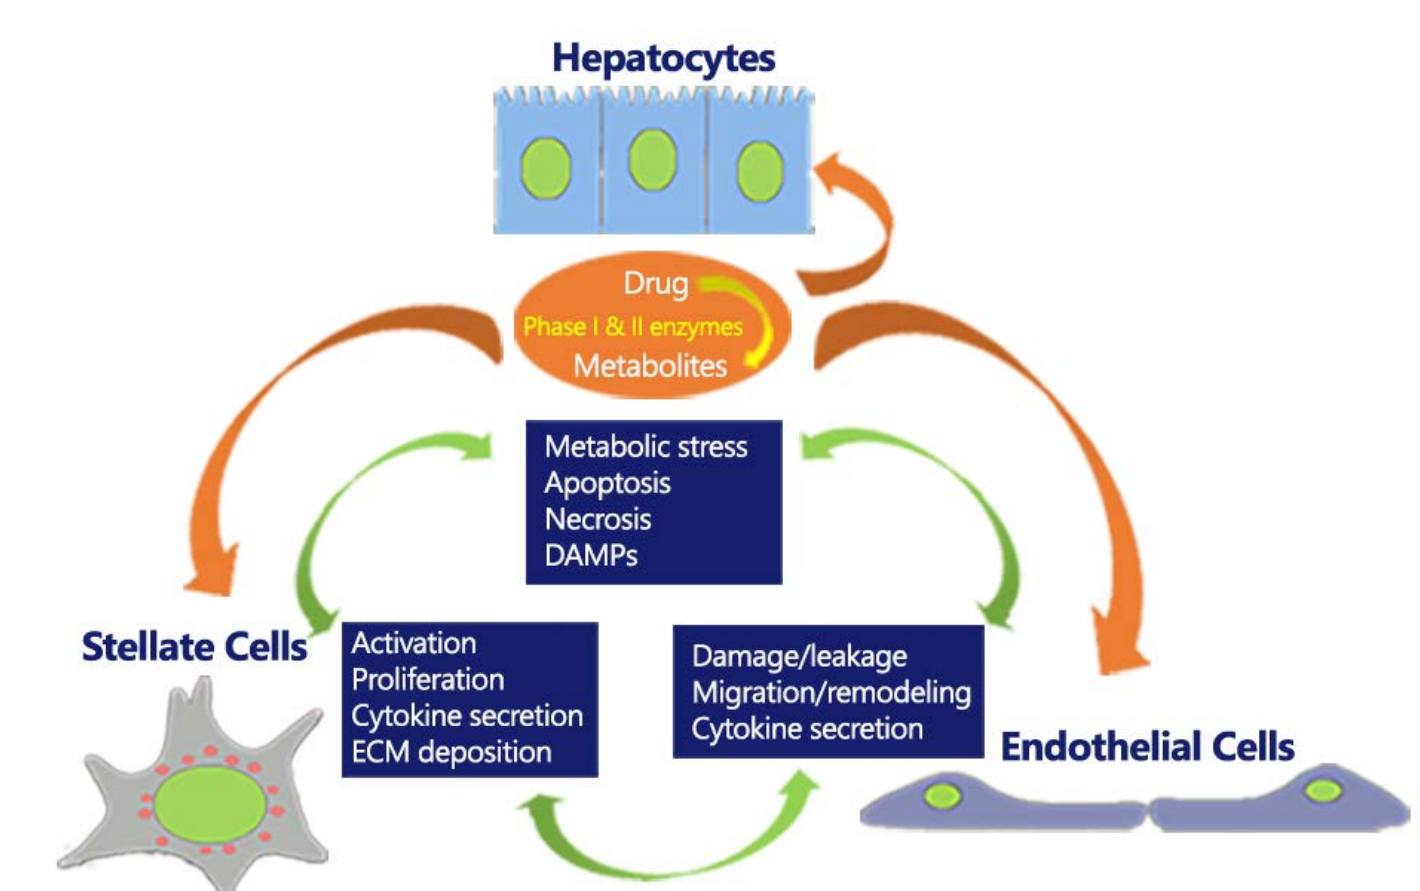 Hepatocytes
Drug
Phase I & II enzymes
Metabolites
Metabolic stress
Apoptosis
Necrosis
DAMPs
Stellate Cells
Activation
Proliferation
Cytokine secretion
ECM deposition
Damage/leakage
Migration/remodeling
Cytokine secretion
Endothelial Cells